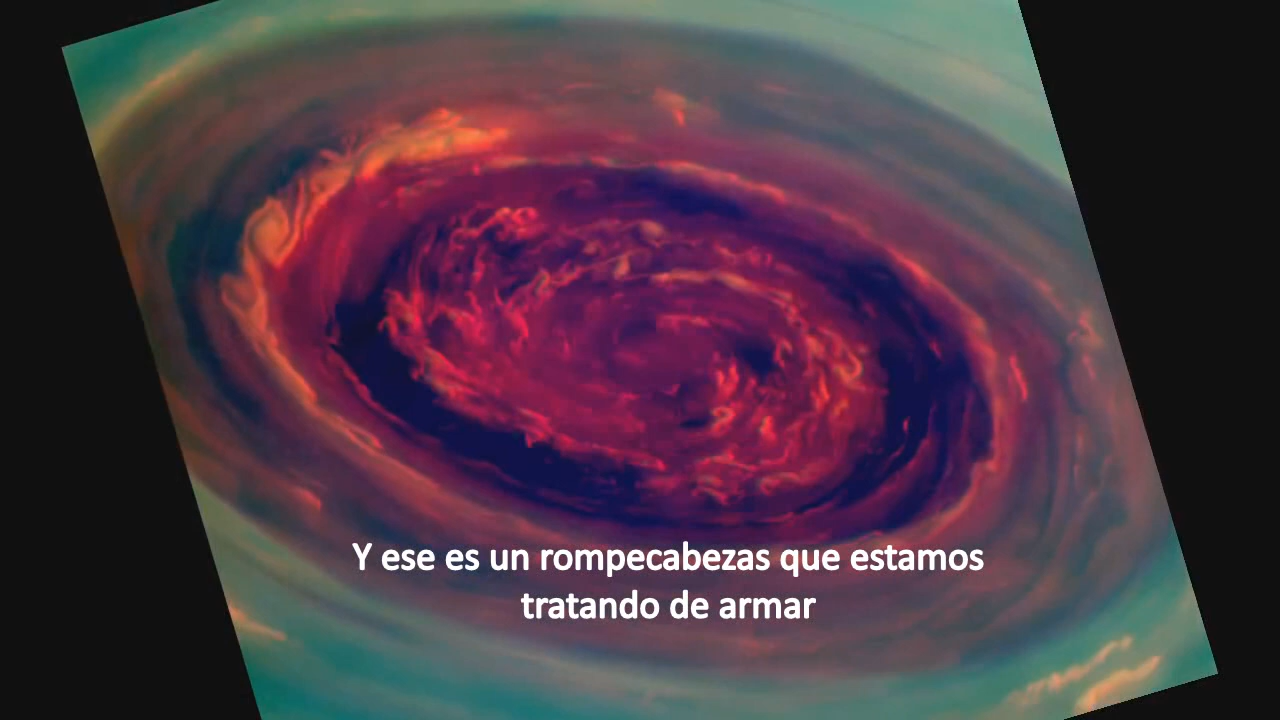 Y ese es un rompecabezas que estamos
tratando de armar